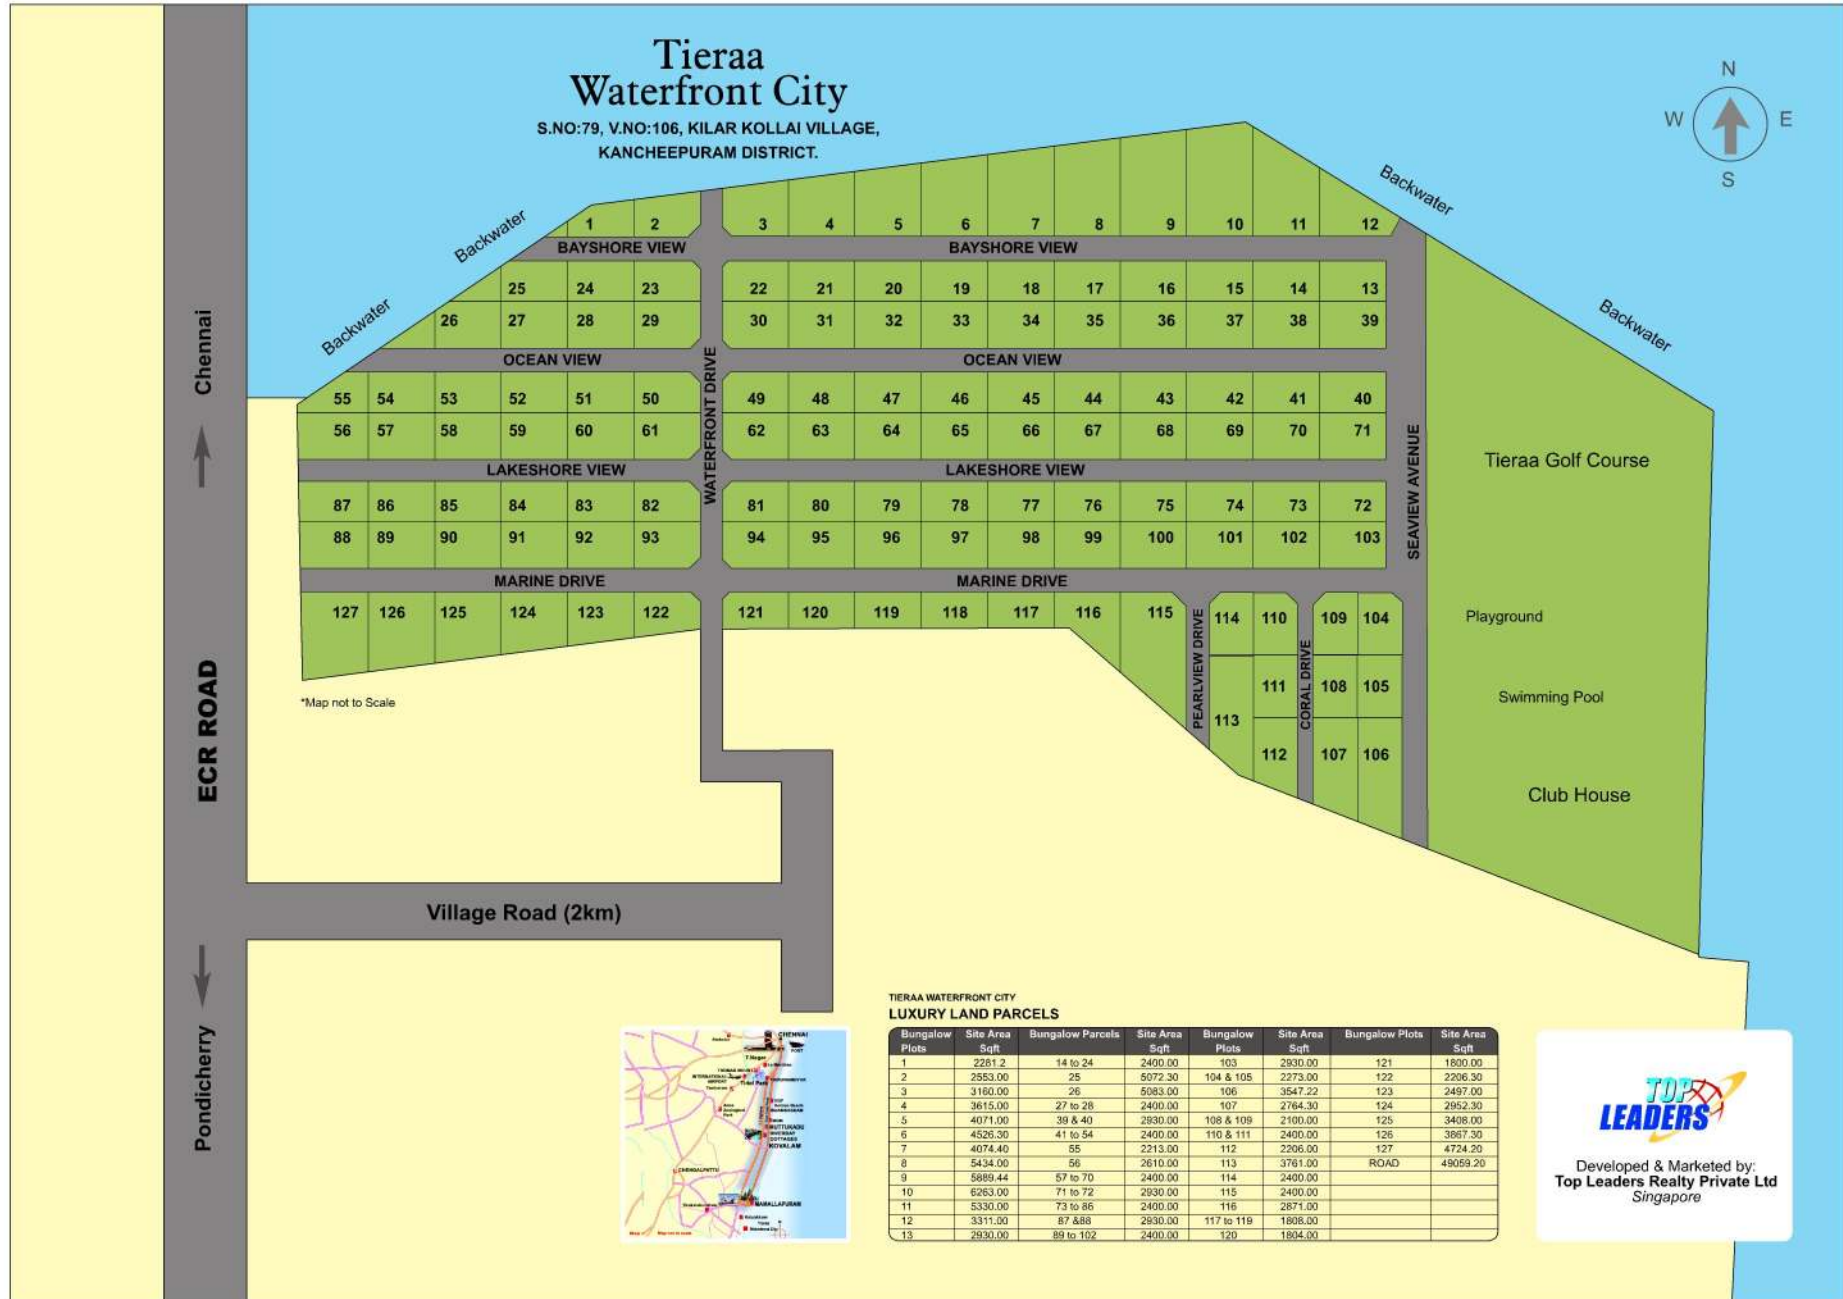 Tieraa
Waterfront City
S.NO:79, V.NO:106, KILAR KOLLAI VILLAGE,
KANCHEEPURAM DISTRICT.
N
W E
S
Backwater
Backwater
Backwater
Backwater
1 2 3 4 5 6 7 8 9 10 11 12
BAYSHORE VIEW BAYSHORE VIEW
25 24 23 22 21 20 19 18 17 16 15 14 13
26 27 28 29 30 31 32 33 34 35 36 37 38 39
OCEAN VIEW OCEAN VIEW
55 54 53 52 51 50 49 48 47 46 45 44 43 42 41 40
56 57 58 59 60 61 62 63 64 65 66 67 68 69 70 71
LAKESHORE VIEW LAKESHORE VIEW
87 86 85 84 83 82 81 80 79 78 77 76 75 74 73 72
88 89 90 91 92 93 94 95 96 97 98 99 100 101 102 103
MARINE DRIVE MARINE DRIVE
127 126 125 124 123 122 121 120 119 118 117 116 115 114 110 109 104
111 108 105
113
112 107 106
WATERFRONT DRIVE
SEAVIEW AVENUE
PEARLVIEW DRIVE
CORAL DRIVE
Tieraa Golf Course
Playground
Swimming Pool
Club House
*Map not to Scale
Chennai
ECR ROAD
Pondicherry
Village Road (2km)
TIERAA WATERFRONT CITY
LUXURY LAND PARCELS
Bungalow Plots Site Area Sqft Bungalow Parcels Site Area Sqft Bungalow Plots Site Area Sqft Bungalow Plots Site Area Sqft
1 2281.2 14 to 24 2400.00 103 2930.00 121 1800.00
2 2553.00 25 5072.30 104 & 105 2273.00 122 2206.30
3 3160.00 26 5083.00 106 3547.22 123 2497.00
4 3615.00 27 to 28 2400.00 107 2764.30 124 2952.30
5 4071.00 39 & 40 2930.00 108 & 109 2100.00 125 3408.00
6 4526.30 41 to 54 2400.00 110 & 111 2400.00 126 3867.30
7 4074.40 55 2213.00 112 2206.00 127 4724.20
8 5434.00 56 2610.00 113 3761.00 ROAD 49059.20
9 5889.44 57 to 70 2400.00 114 2400.00
10 6263.00 71 to 72 2930.00 115 2400.00
11 5330.00 73 to 86 2400.00 116 2871.00
12 3311.00 87 &88 2930.00 117 to 119 1808.00
13 2930.00 89 to 102 2400.00 120 1804.00
CHENNAI
PORT
T.Nagar
Tidel Park
MUTTUKADU
KOVALAM
CHENGALPATTU
MAMALLAPURAM
TOP
LEADERS
Developed & Marketed by:
Top Leaders Realty Private Ltd
Singapore